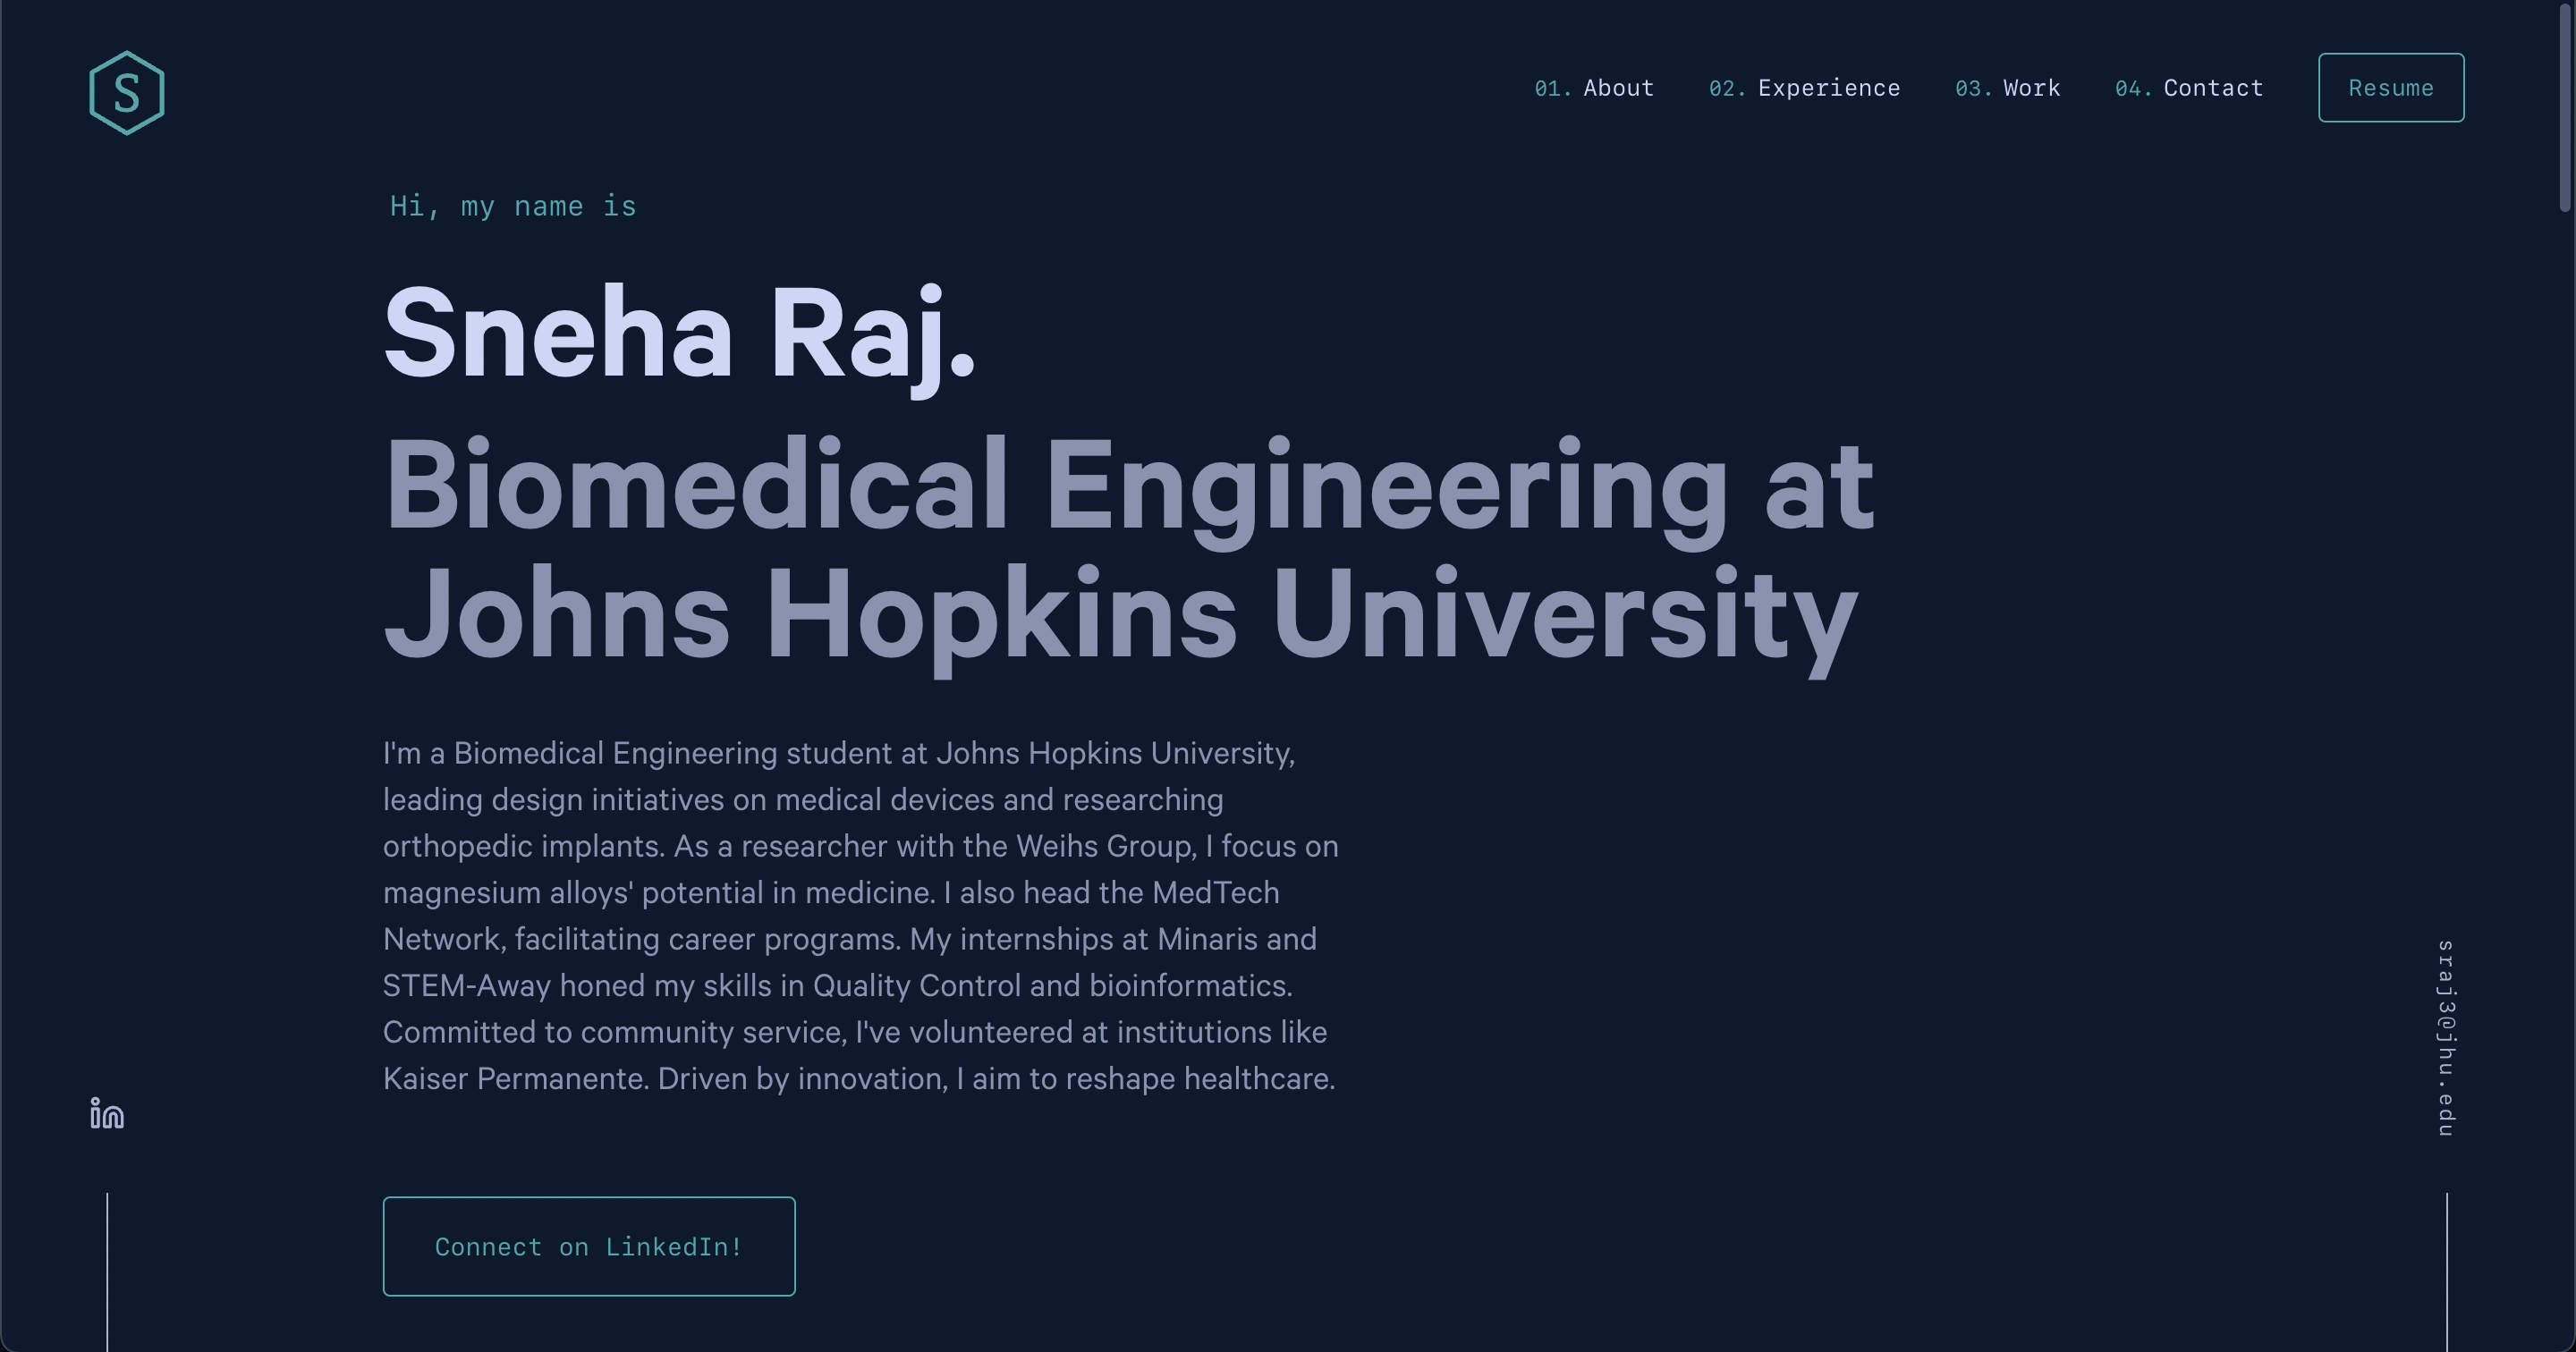 S
01. About
02. Experience
03. Work
04. Contact
Resume
Hi, my name is
Sneha Raj.
Biomedical Engineering at
Johns Hopkins University
I'm a Biomedical Engineering student at Johns Hopkins University,
leading design initiatives on medical devices and researching
orthopedic implants. As a researcher with the Weihs Group, I focus on
magnesium alloys' potential in medicine. I also head the MedTech
Network, facilitating career programs. My internships at Minaris and
STEM-Away honed my skills in Quality Control and bioinformatics.
Committed to community service, I've volunteered at institutions like
Kaiser Permanente. Driven by innovation, I aim to reshape healthcare.
in
sraj3@jhu.edu
Connect on LinkedIn!